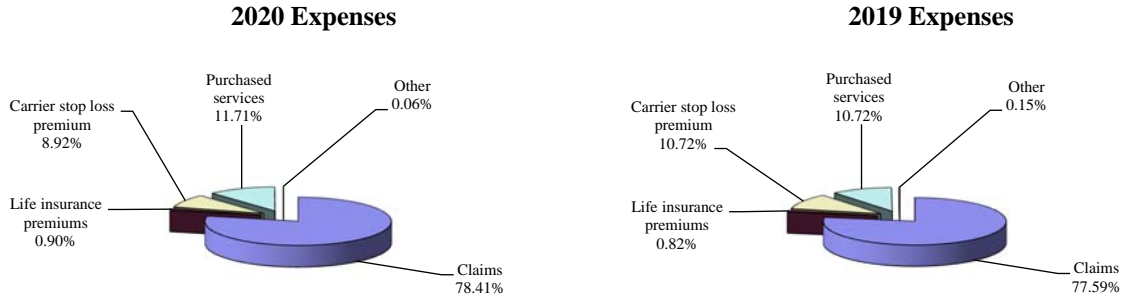 2020 Expenses
Purchased
services
11.71%
Other
0.06%
Carrier stop loss
premium
8.92%
Life insurance
premiums
0.90%
Claims
78.41%
2019 Expenses
Purchased
services
10.72%
Other
0.15%
Carrier stop loss
premium
10.72%
Life insurance
premiums
0.82%
Claims
77.59%